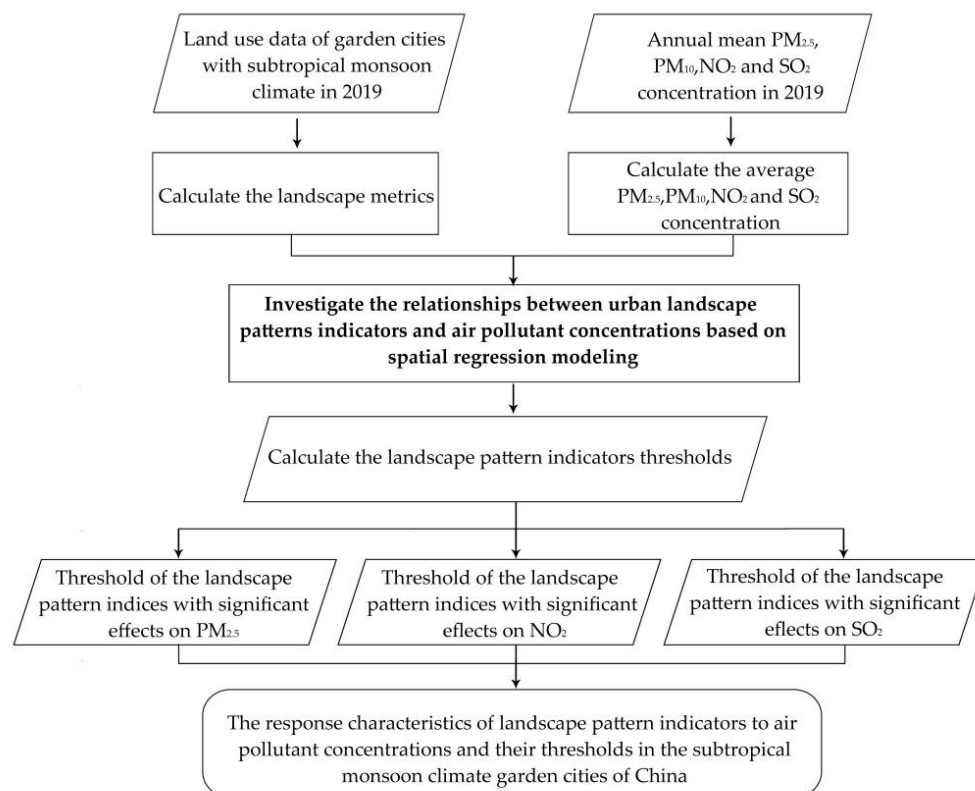 Land use data of garden cities
with subtropical monsoon
climate in 2019
Annual mean PM₂.₅,
PM₁₀,NO₂ and SO₂
concentration in 2019
Calculate the landscape metrics
Calculate the average
PM₂.₅,PM₁₀,NO₂ and SO₂
concentration
Investigate the relationships between urban landscape
patterns indicators and air pollutant concentrations based on
spatial regression modeling
Calculate the landscape pattern indicators thresholds
Threshold of the landscape
pattern indices with significant
effects on PM₂.₅
Threshold of the landscape
pattern indices with significant
eflects on NO₂
Threshold of the landscape
pattern indices with significant
eflects on SO₂
The response characteristics of landscape pattern indicators to air
pollutant concentrations and their thresholds in the subtropical
monsoon climate garden cities of China